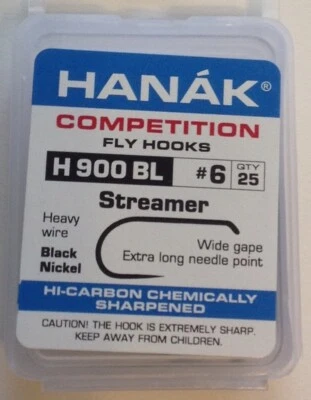 HANÁK®
COMPETITION
FLY HOOKS
H 900 BL #6 QTY 25
Streamer
Heavy wire
Wide gape
Black Nickel
Extra long needle point
HI-CARBON CHEMICALLY
SHARPENED
CAUTION! THE HOOK IS EXTREMELY SHARP.
KEEP AWAY FROM CHILDREN.